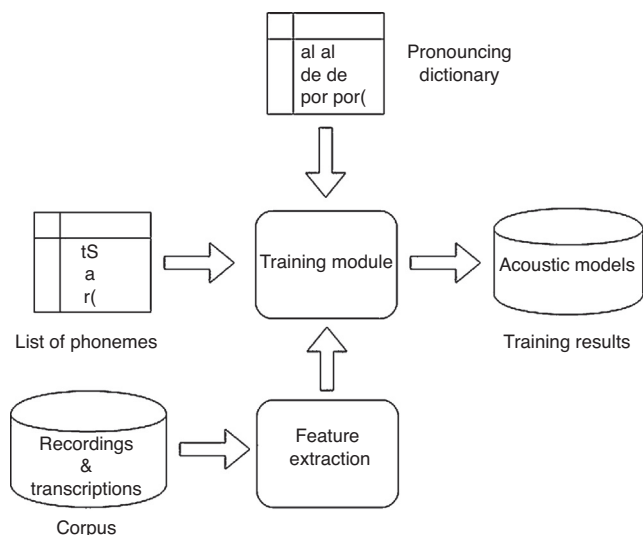 al al
de de
por por(
Pronouncing
dictionary
tS
a
r(
List of phonemes
Training module
Acoustic models
Training results
Recordings
&
transcriptions
Corpus
Feature
extraction